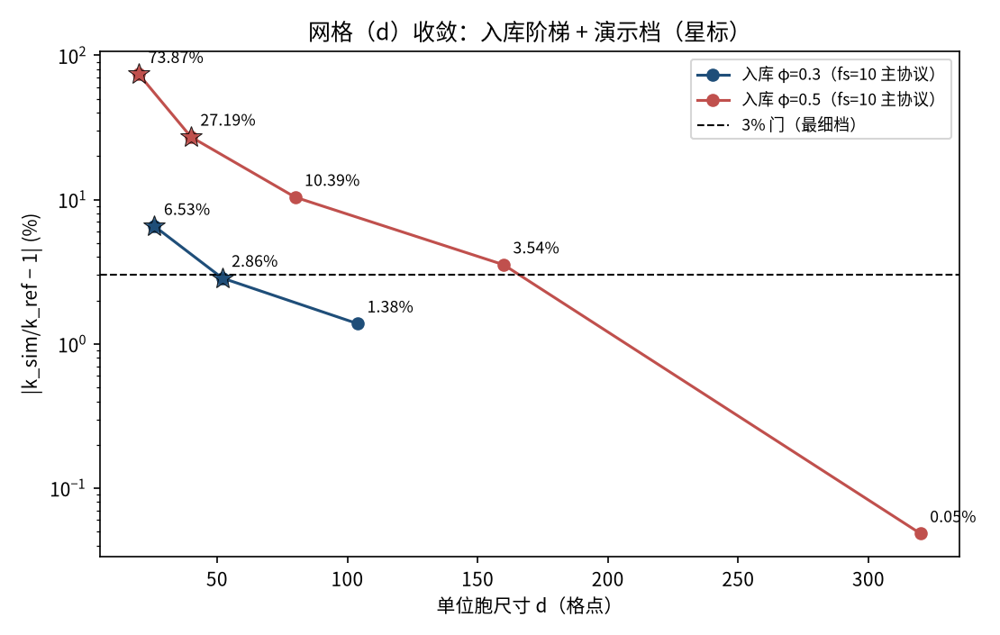 网格（d）收敛：入库阶梯 + 演示档（星标）
|k_sim/k_ref − 1| (%)
10²
10¹
10⁰
10⁻¹
73.87%
27.19%
10.39%
6.53%
2.86%
3.54%
1.38%
0.05%
入库 φ=0.3（fs=10 主协议）
入库 φ=0.5（fs=10 主协议）
3% 门（最细档）
50 100 150 200 250 300
单位胞尺寸 d（格点）